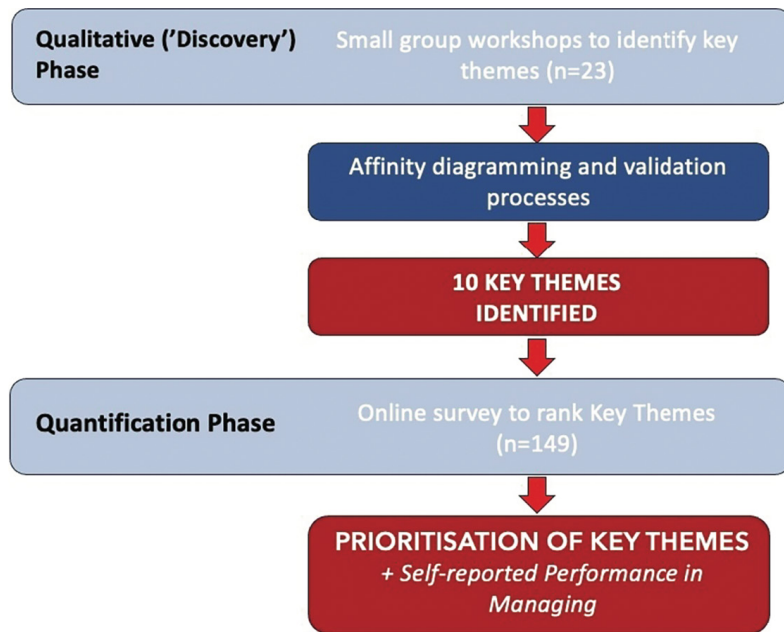 Qualitative ('Discovery')
Phase
Small group workshops to identify key
themes (n=23)
Affinity diagramming and validation
processes
10 KEY THEMES
IDENTIFIED
Quantification Phase
Online survey to rank Key Themes
(n=149)
PRIORITISATION OF KEY THEMES
+ Self-reported Performance in
Managing